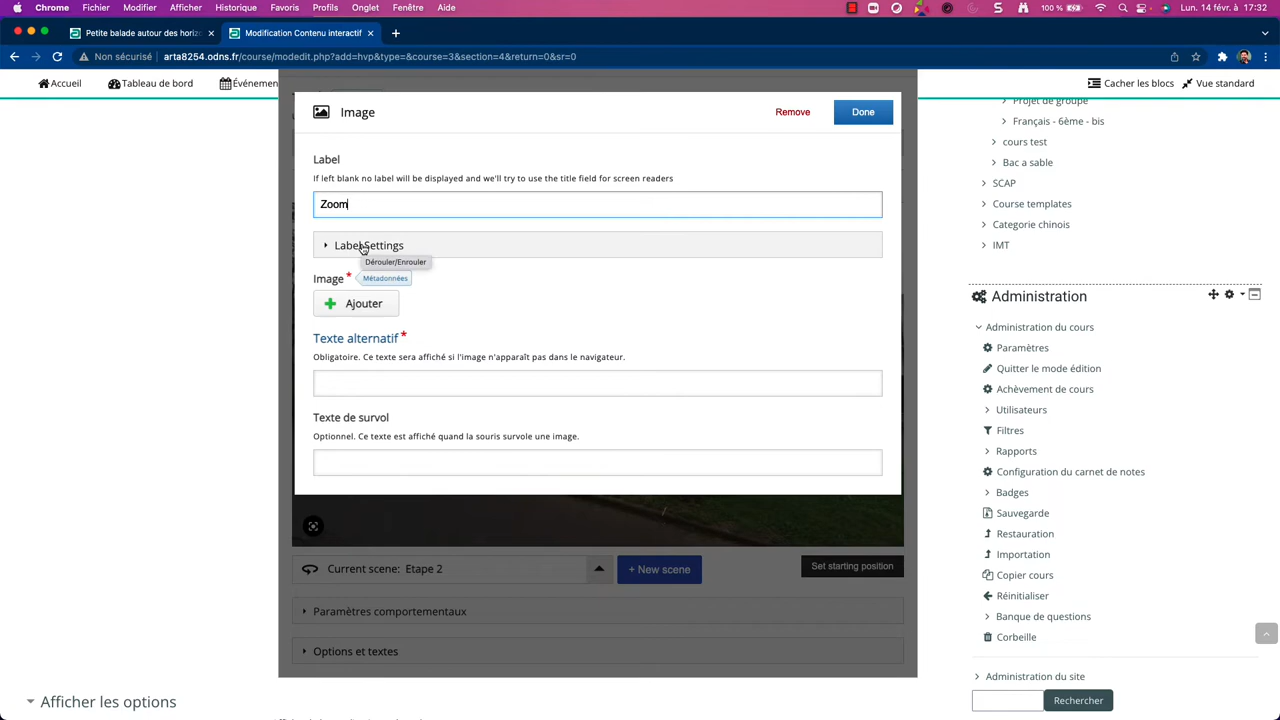 Chrome Fichier Modifier Afficher Historique Favoris Profils Onglet Fenêtre Aide
Ven. 1 avr. à 17:32
Petite balade autour des horiz
Modification Contenu interactif
Non sécurisé arta8254.odns.fr/course/modedit.php?add=hvp&type=&course=3&section=4&return=0&sr=0
Accueil Tableau de bord Événemen Cacher les blocs Vue standard
Image Remove Done
Label
If left blank no label will be displayed and we'll try to use the title field for screen readers
Zoom
Label Settings
Dérouler/Enrouler
Image * Métadonnées
Ajouter
Texte alternatif *
Obligatoire. Ce texte sera affiché si l'image n'apparaît pas dans le navigateur.
Texte de survol
Optionnel. Ce texte est affiché quand la souris survole une image.
Current scene: Etape 2 + New scene Set starting position
Paramètres comportementaux
Options et textes
Afficher les options
Projet de groupe
Français - 6ème - bis
cours test
Bac a sable
SCAP
Course templates
Categorie chinois
IMT
Administration
Administration du cours
Paramètres
Quitter le mode édition
Achèvement de cours
Utilisateurs
Filtres
Rapports
Configuration du carnet de notes
Badges
Sauvegarde
Restauration
Importation
Copier cours
Réinitialiser
Banque de questions
Corbeille
Administration du site
Rechercher